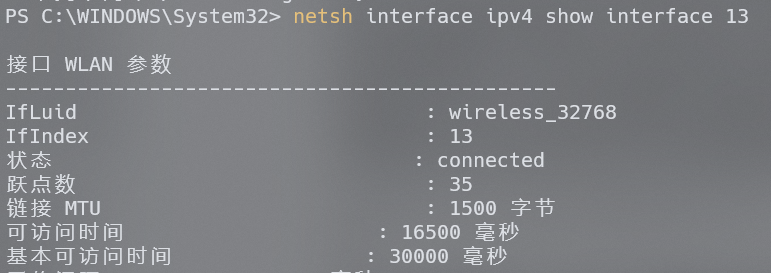 PS C:\WINDOWS\System32> netsh interface ipv4 show interface 13
接口 WLAN 参数
----------------------------------------------
IfLuid : wireless_32768
IfIndex : 13
状态 : connected
跃点数 : 35
链接 MTU : 1500 字节
可访问时间 : 16500 毫秒
基本可访问时间 : 30000 毫秒